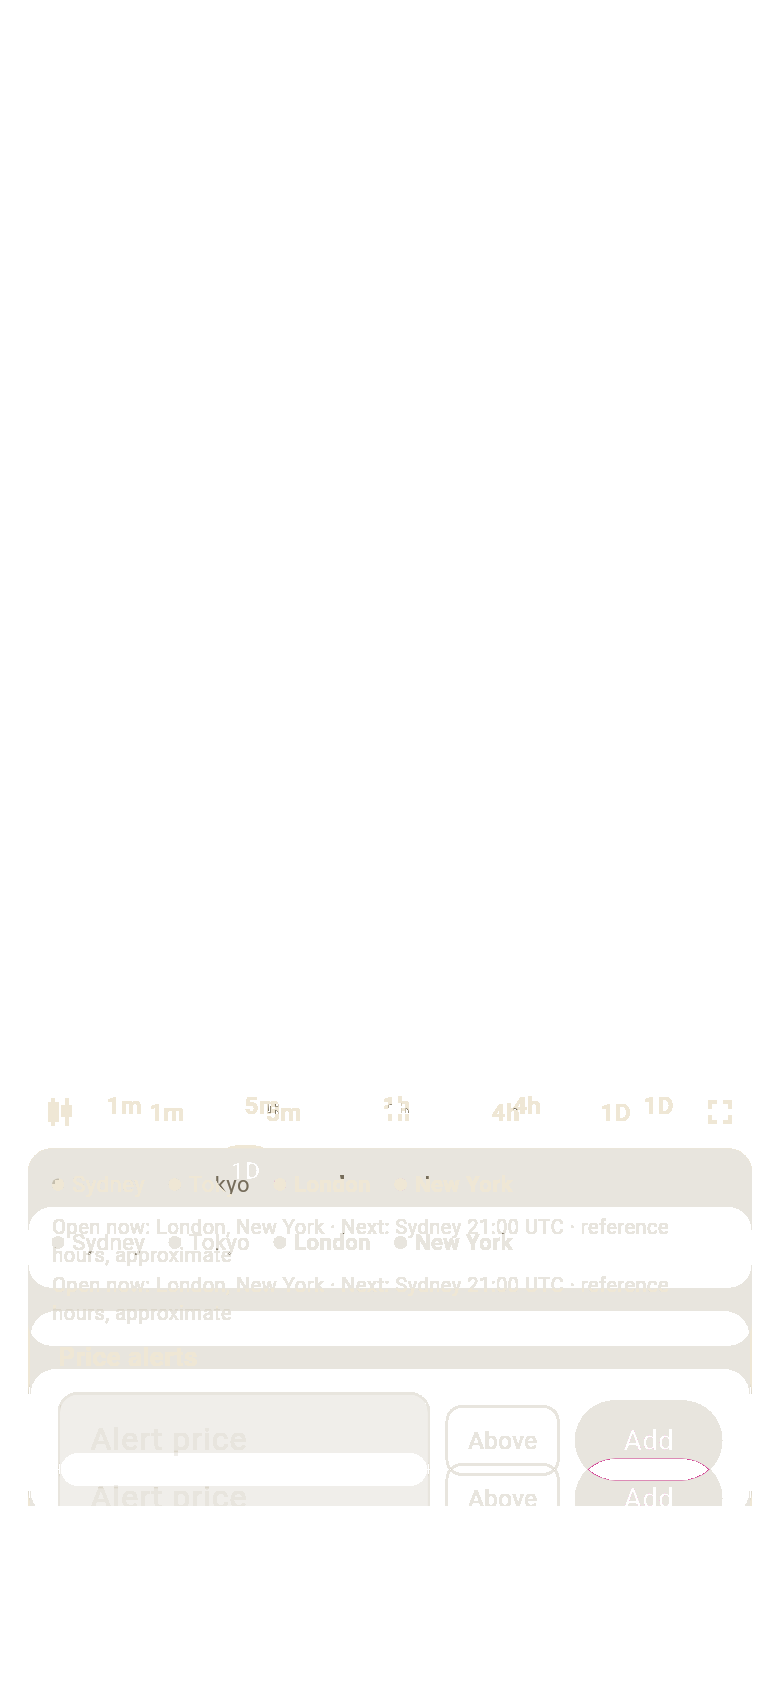 1m 5m 1h 4h 1D
1m 5m 1h 4h 1D
1D
Sydney Tokyo London New York
Open now: London, New York · Next: Sydney 21:00 UTC · reference
Sydney Tokyo London New York
hours, approximate
Open now: London, New York · Next: Sydney 21:00 UTC · reference
hours, approximate
Price alerts
Alert price Above Add
Alert price Above Add